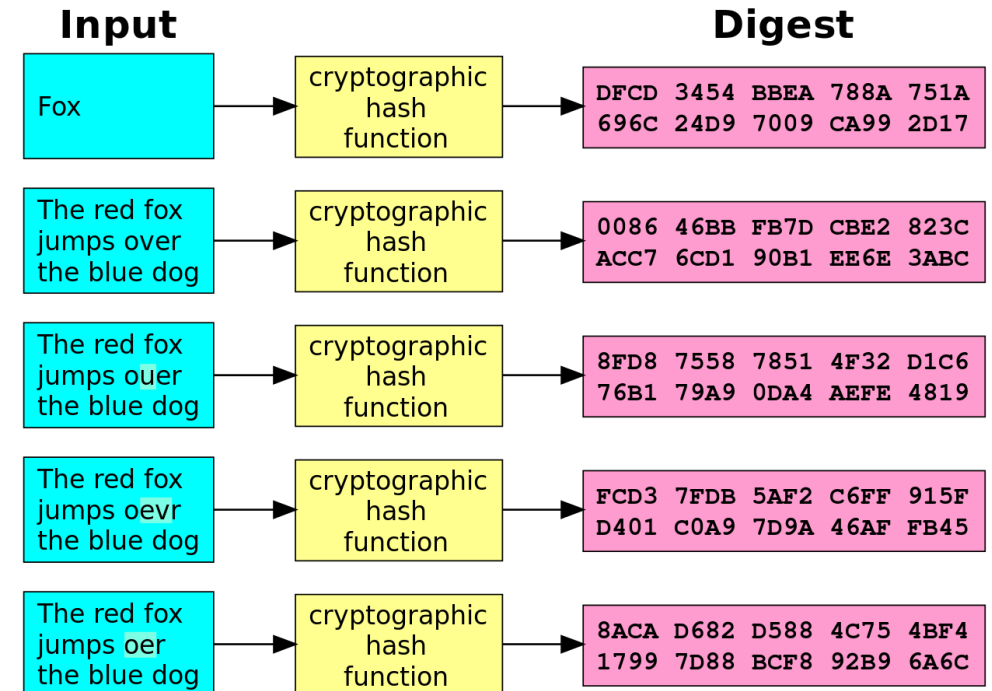 Input
Digest
Fox
cryptographic
hash
function
DFCD 3454 BBEA 788A 751A
696C 24D9 7009 CA99 2D17
The red fox
jumps over
the blue dog
cryptographic
hash
function
0086 46BB FB7D CBE2 823C
ACC7 6CD1 90B1 EE6E 3ABC
The red fox
jumps ouer
the blue dog
cryptographic
hash
function
8FD8 7558 7851 4F32 D1C6
76B1 79A9 0DA4 AEFE 4819
The red fox
jumps oevr
the blue dog
cryptographic
hash
function
FCD3 7FDB 5AF2 C6FF 915F
D401 C0A9 7D9A 46AF FB45
The red fox
jumps oer
the blue dog
cryptographic
hash
function
8ACA D682 D588 4C75 4BF4
1799 7D88 BCF8 92B9 6A6C